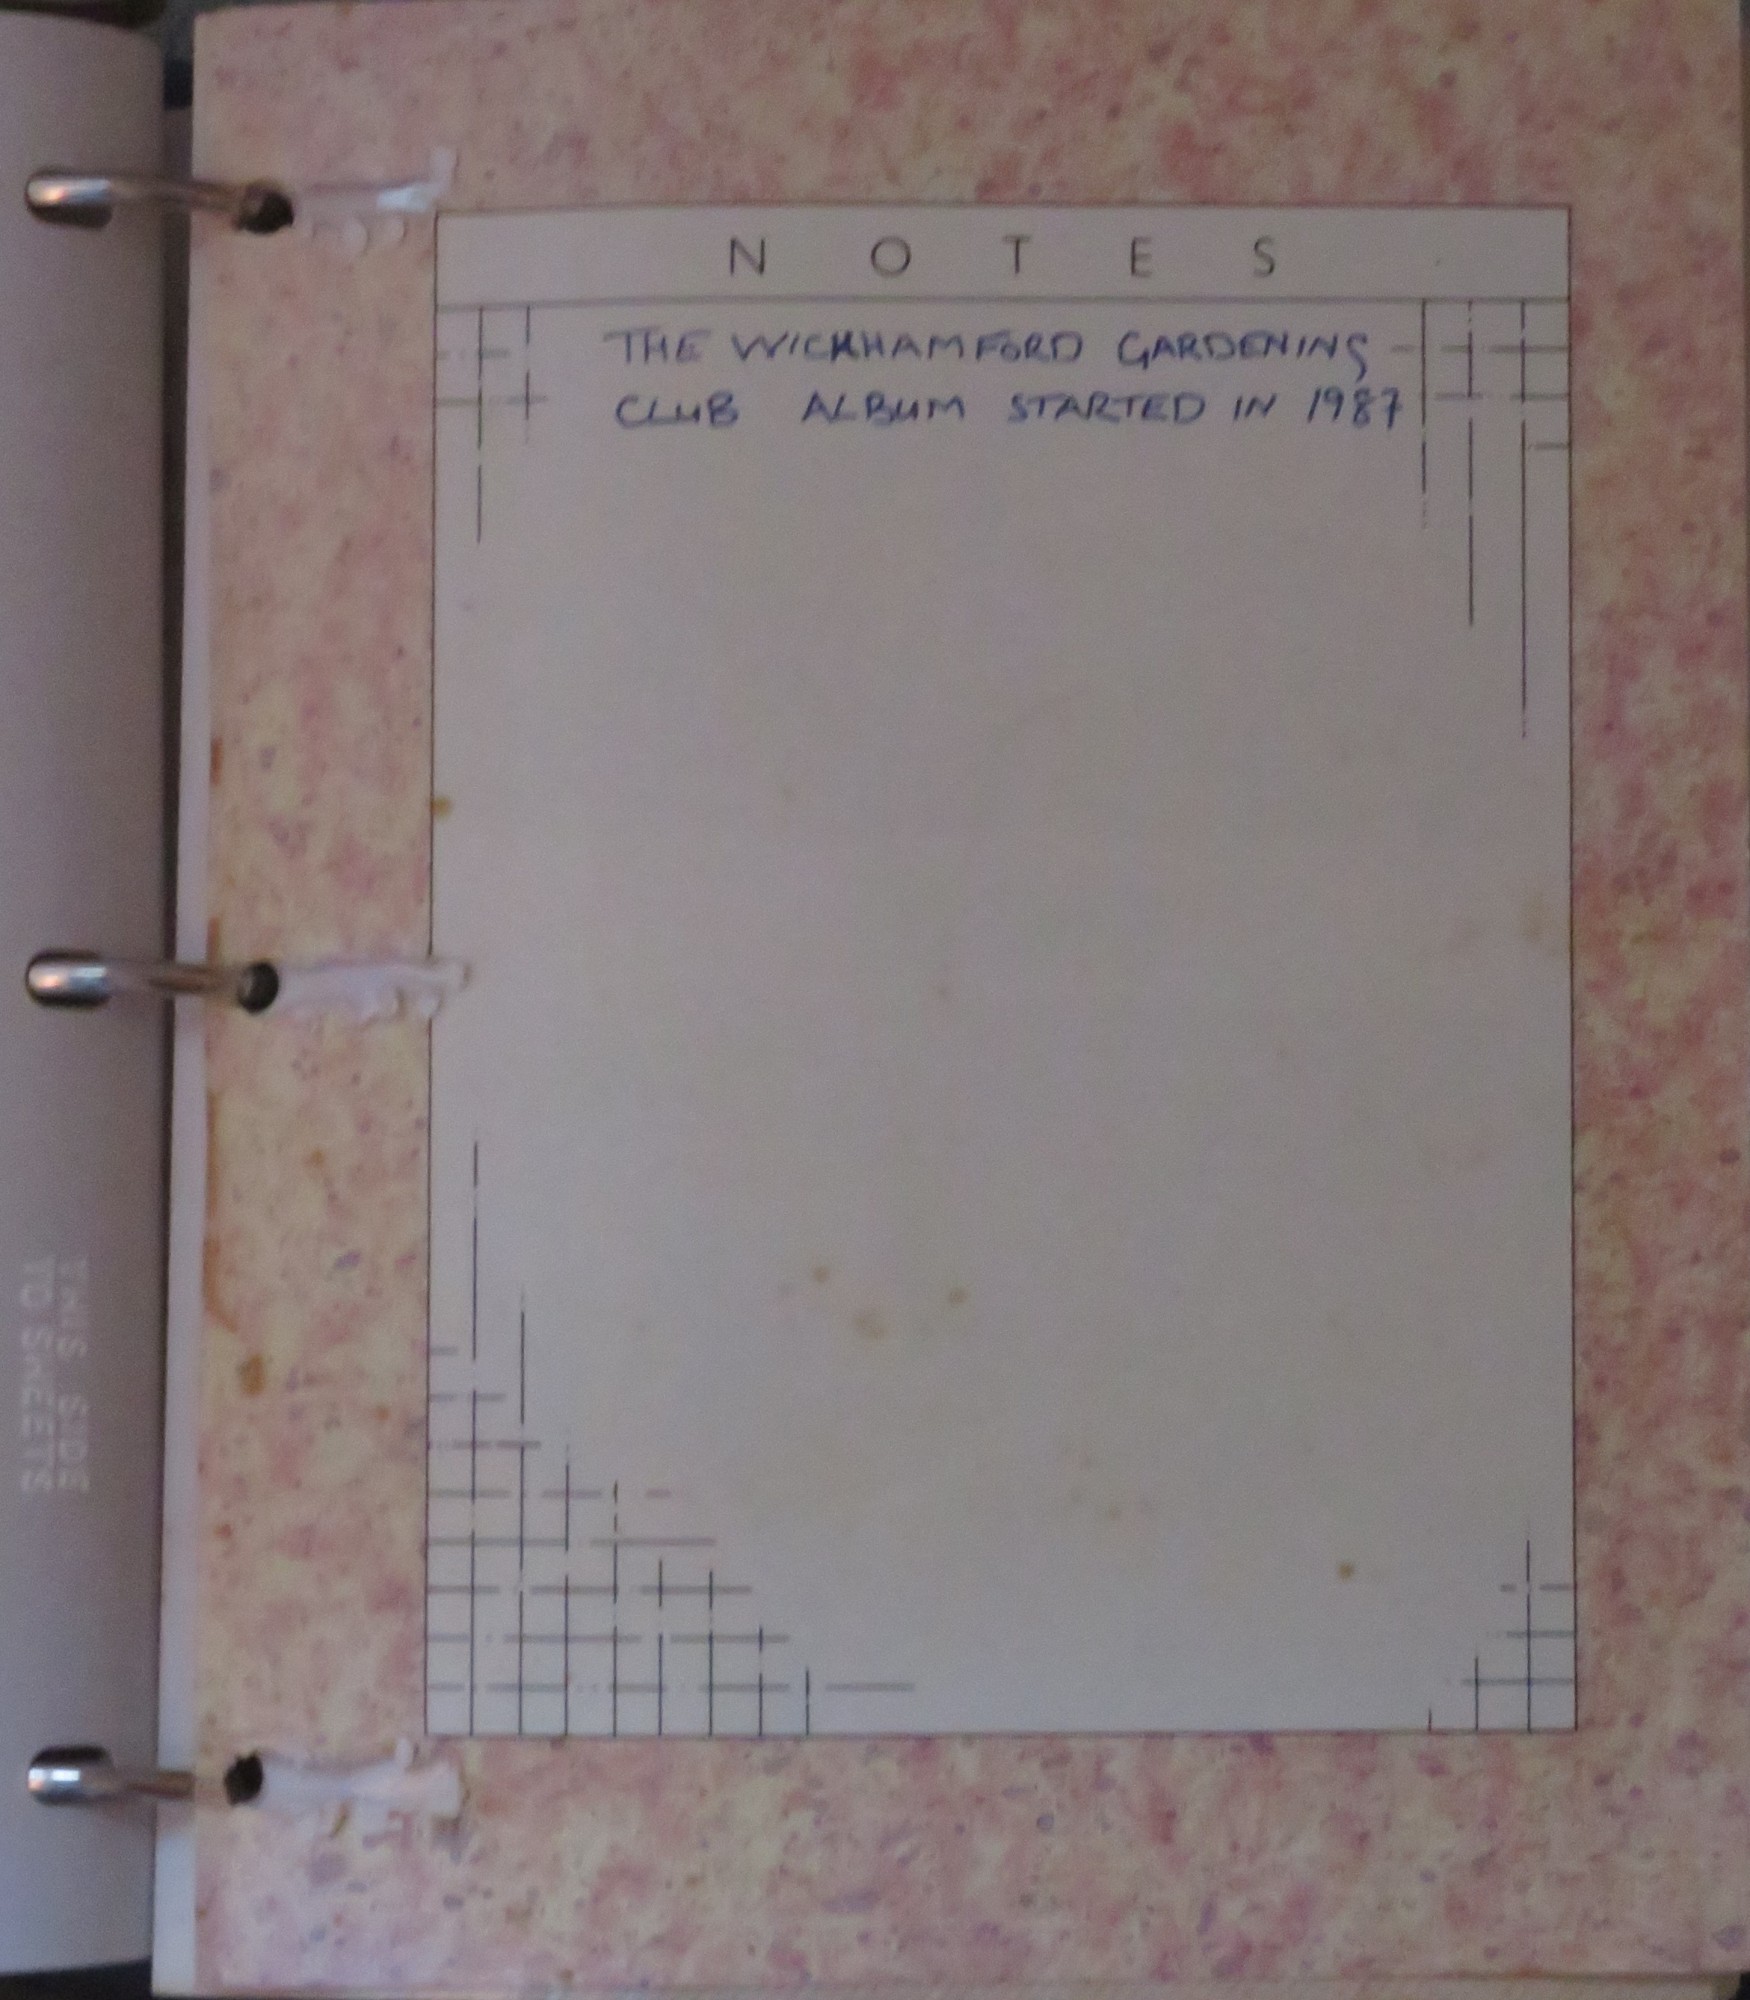 NOTES
THE WICKHAMFORD GARDENING
CLUB ALBUM STARTED IN 1987
THIS SIDE
TO SHEETS